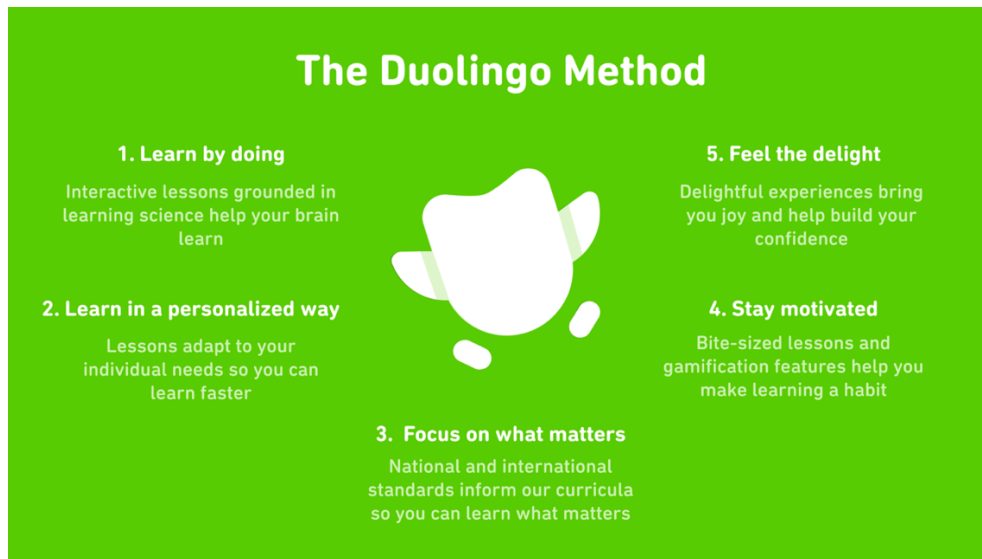 The Duolingo Method
1. Learn by doing
Interactive lessons grounded in
learning science help your brain
learn
2. Learn in a personalized way
Lessons adapt to your
individual needs so you can
learn faster
3. Focus on what matters
National and international
standards inform our curricula
so you can learn what matters
4. Stay motivated
Bite-sized lessons and
gamification features help you
make learning a habit
5. Feel the delight
Delightful experiences bring
you joy and help build your
confidence